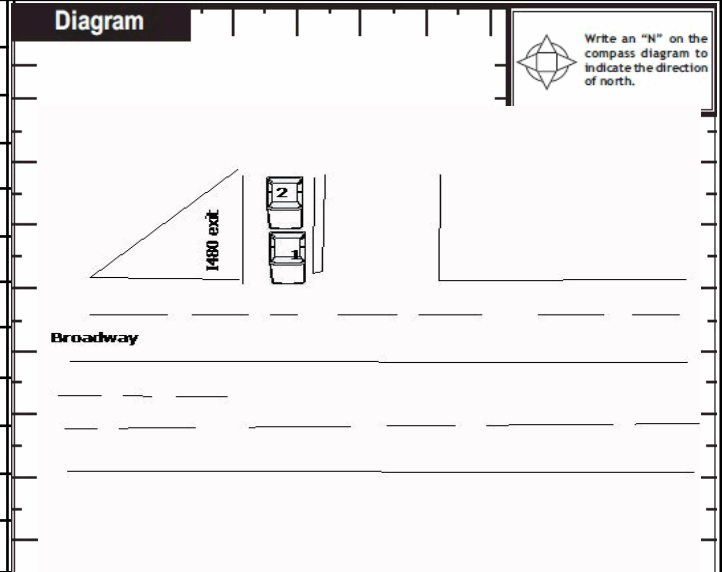 Diagram
Write an "N" on the
compass diagram to
indicate the direction
of north.
2
I480 exit
1
Broadway